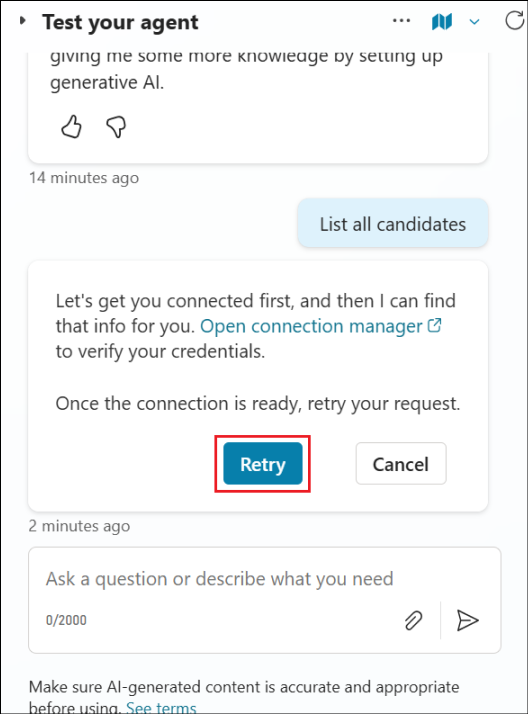 Test your agent
giving me some more knowledge by setting up
generative AI.
14 minutes ago
List all candidates
Let's get you connected first, and then I can find
that info for you. Open connection manager
to verify your credentials.
Once the connection is ready, retry your request.
Retry
Cancel
2 minutes ago
Ask a question or describe what you need
0/2000
Make sure AI-generated content is accurate and appropriate
before using. See terms